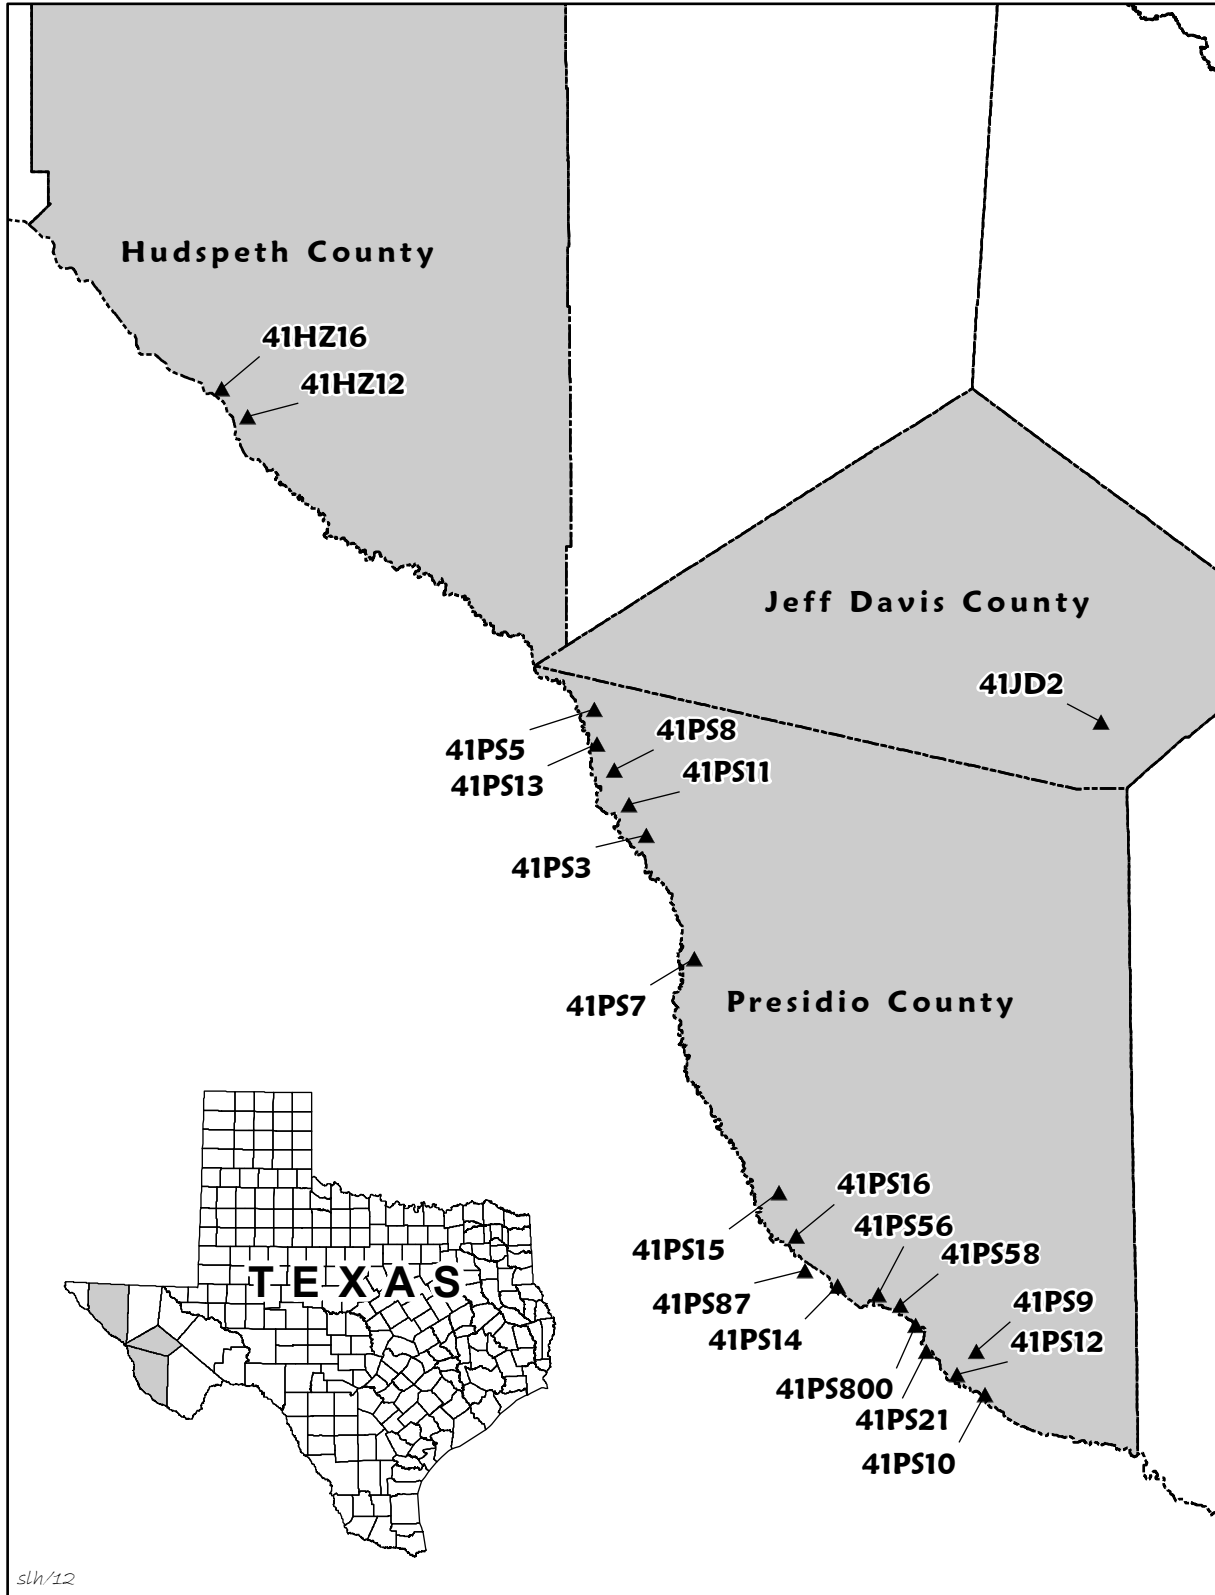 Hudspeth County
41HZ16
41HZ12
Jeff Davis County
41JD2
41PS5
41PS8
41PS13
41PS11
41PS3
41PS7
Presidio County
41PS16
41PS56
41PS15
41PS58
TEXAS
41PS87
41PS9
41PS14
41PS12
41PS800
41PS21
41PS10
slh/12